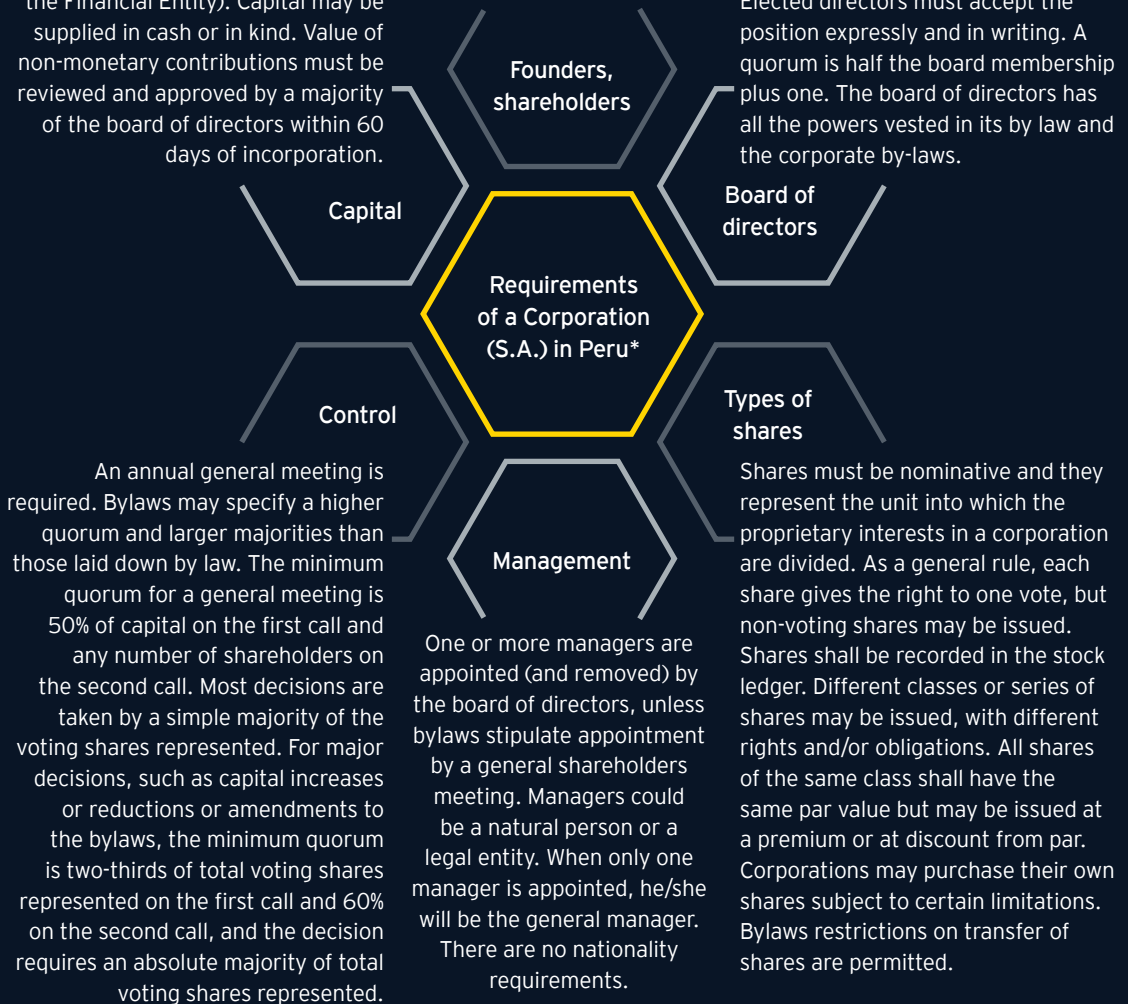 the Financial Entity). Capital may be
supplied in cash or in kind. Value of
non-monetary contributions must be
reviewed and approved by a majority
of the board of directors within 60
days of incorporation.
Capital
Founders,
shareholders
Elected directors must accept the
position expressly and in writing. A
quorum is half the board membership
plus one. The board of directors has
all the powers vested in its by law and
the corporate by-laws.
Board of
directors
Requirements
of a Corporation
(S.A.) in Peru*
Control
An annual general meeting is
required. Bylaws may specify a higher
quorum and larger majorities than
those laid down by law. The minimum
quorum for a general meeting is
50% of capital on the first call and
any number of shareholders on
the second call. Most decisions are
taken by a simple majority of the
voting shares represented. For major
decisions, such as capital increases
or reductions or amendments to
the bylaws, the minimum quorum
is two-thirds of total voting shares
represented on the first call and 60%
on the second call, and the decision
requires an absolute majority of total
voting shares represented.
Management
One or more managers are
appointed (and removed) by
the board of directors, unless
bylaws stipulate appointment
by a general shareholders
meeting. Managers could
be a natural person or a
legal entity. When only one
manager is appointed, he/she
will be the general manager.
There are no nationality
requirements.
Types of
shares
Shares must be nominative and they
represent the unit into which the
proprietary interests in a corporation
are divided. As a general rule, each
share gives the right to one vote, but
non-voting shares may be issued.
Shares shall be recorded in the stock
ledger. Different classes or series of
shares may be issued, with different
rights and/or obligations. All shares
of the same class shall have the
same par value but may be issued at
a premium or at discount from par.
Corporations may purchase their own
shares subject to certain limitations.
Bylaws restrictions on transfer of
shares are permitted.